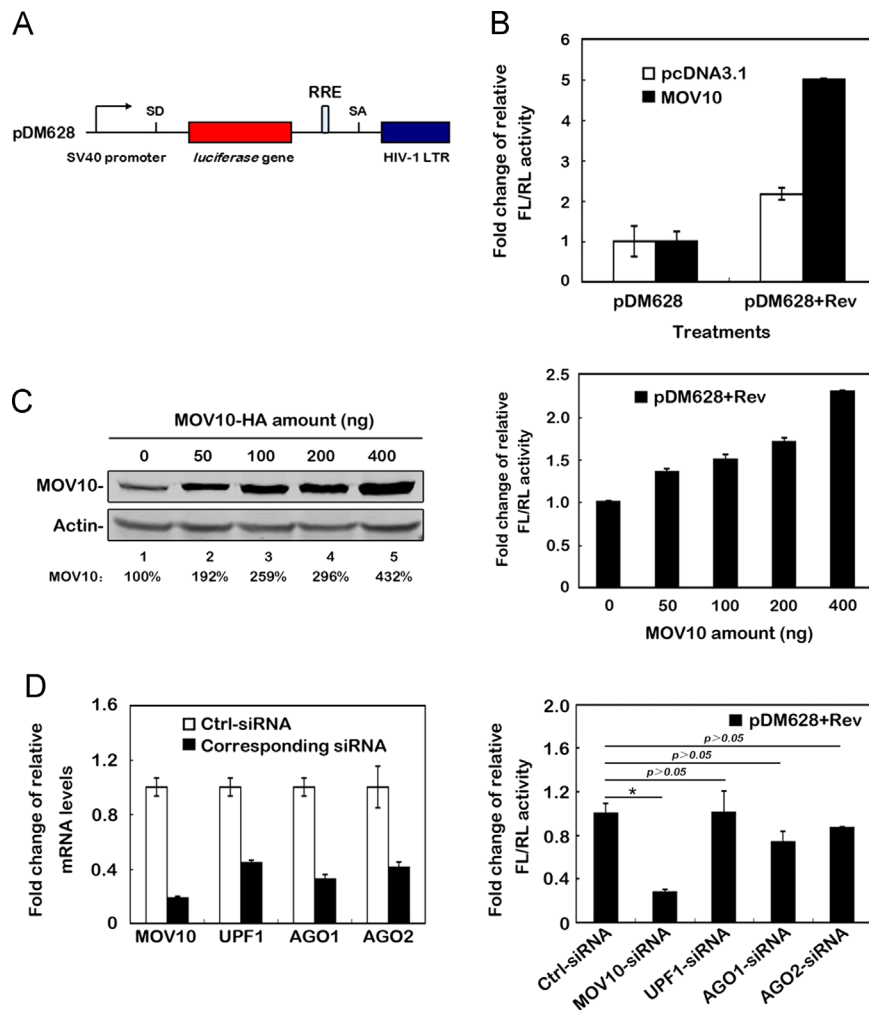 A
RRE
SD
SA
pDM628
SV40 promoter
luciferase gene
HIV-1 LTR
B
Fold change of relative
FL/RL activity
6
5
4
3
2
1
0
pcDNA3.1
MOV10
pDM628
pDM628+Rev
Treatments
C
MOV10-HA amount (ng)
0 50 100 200 400
MOV10-
Actin-
1 2 3 4 5
MOV10: 100% 192% 259% 296% 432%
Fold change of relative
FL/RL activity
2.5
2.0
1.5
1.0
0.5
0
pDM628+Rev
0 50 100 200 400
MOV10 amount (ng)
D
Fold change of relative
mRNA levels
1.6
1.2
0.8
0.4
0
Ctrl-siRNA
Corresponding siRNA
MOV10 UPF1 AGO1 AGO2
Fold change of relative
FL/RL activity
2.0
1.6
1.2
0.8
0.4
0
pDM628+Rev
p>0.05
p>0.05
p>0.05
*
Ctrl-siRNA
MOV10-siRNA
UPF1-siRNA
AGO1-siRNA
AGO2-siRNA